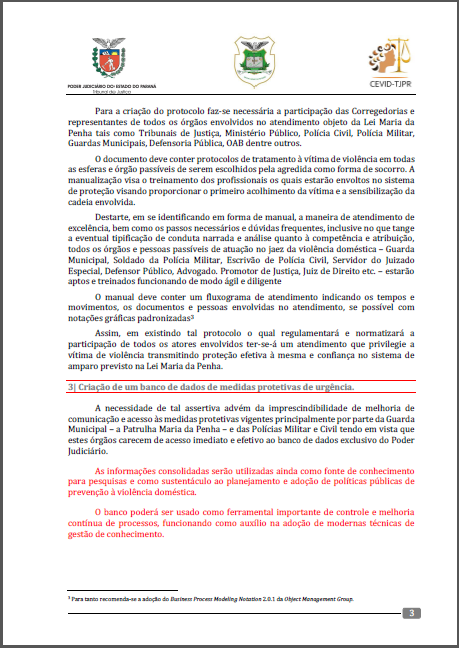 PODER JUDICIÁRIO DO ESTADO DO PARANÁ
Tribunal de Justiça
CEVID-TJPR
Para a criação do protocolo faz-se necessária a participação das Corregedorias e
representantes de todos os órgãos envolvidos no atendimento objeto da Lei Maria da
Penha tais como Tribunais de Justiça, Ministério Público, Polícia Civil, Polícia Militar,
Guardas Municipais, Defensoria Pública, OAB dentre outros.
O documento deve conter protocolos de tratamento à vítima de violência em todas
as esferas e órgão passíveis de serem escolhidos pela agredida como forma de socorro. A
manualização visa o treinamento dos profissionais os quais estarão envoltos no sistema
de proteção visando proporcionar o primeiro acolhimento da vítima e a sensibilização da
cadeia envolvida.
Destarte, em se identificando em forma de manual, a maneira de atendimento de
excelência, bem como os passos necessários e dúvidas frequentes, inclusive no que tange
a eventual tipificação de conduta narrada e análise quanto à competência e atribuição,
todos os órgãos e pessoas passíveis de atuação no jaez da violência doméstica – Guarda
Municipal, Soldado da Polícia Militar, Escrivão de Polícia Civil, Servidor do Juizado
Especial, Defensor Público, Advogado. Promotor de Justiça, Juiz de Direito etc. – estarão
aptos e treinados funcionando de modo ágil e diligente
O manual deve conter um fluxograma de atendimento indicando os tempos e
movimentos, os documentos e pessoas envolvidas no atendimento, se possível com
notações gráficas padronizadas³
Assim, em existindo tal protocolo o qual regulamentará e normatizará a
participação de todos os atores envolvidos ter-se-á um atendimento que privilegie a
vítima de violência transmitindo proteção efetiva à mesma e confiança no sistema de
amparo previsto na Lei Maria da Penha.
3) Criação de um banco de dados de medidas protetivas de urgência.
A necessidade de tal assertiva advém da imprescindibilidade de melhoria de
comunicação e acesso às medidas protetivas vigentes principalmente por parte da Guarda
Municipal – a Patrulha Maria da Penha – e das Polícias Militar e Civil tendo em vista que
estes órgãos carecem de acesso imediato e efetivo ao banco de dados exclusivo do Poder
Judiciário.
As informações consolidadas serão utilizadas ainda como fonte de conhecimento
para pesquisas e como sustentáculo ao planejamento e adoção de políticas públicas de
prevenção à violência doméstica.
O banco poderá ser usado como ferramental importante de controle e melhoria
contínua de processos, funcionando como auxílio na adoção de modernas técnicas de
gestão de conhecimento.
³ Para tanto recomenda-se a adoção do Business Process Modeling Notation 2.0.1 da Object Management Group.
3